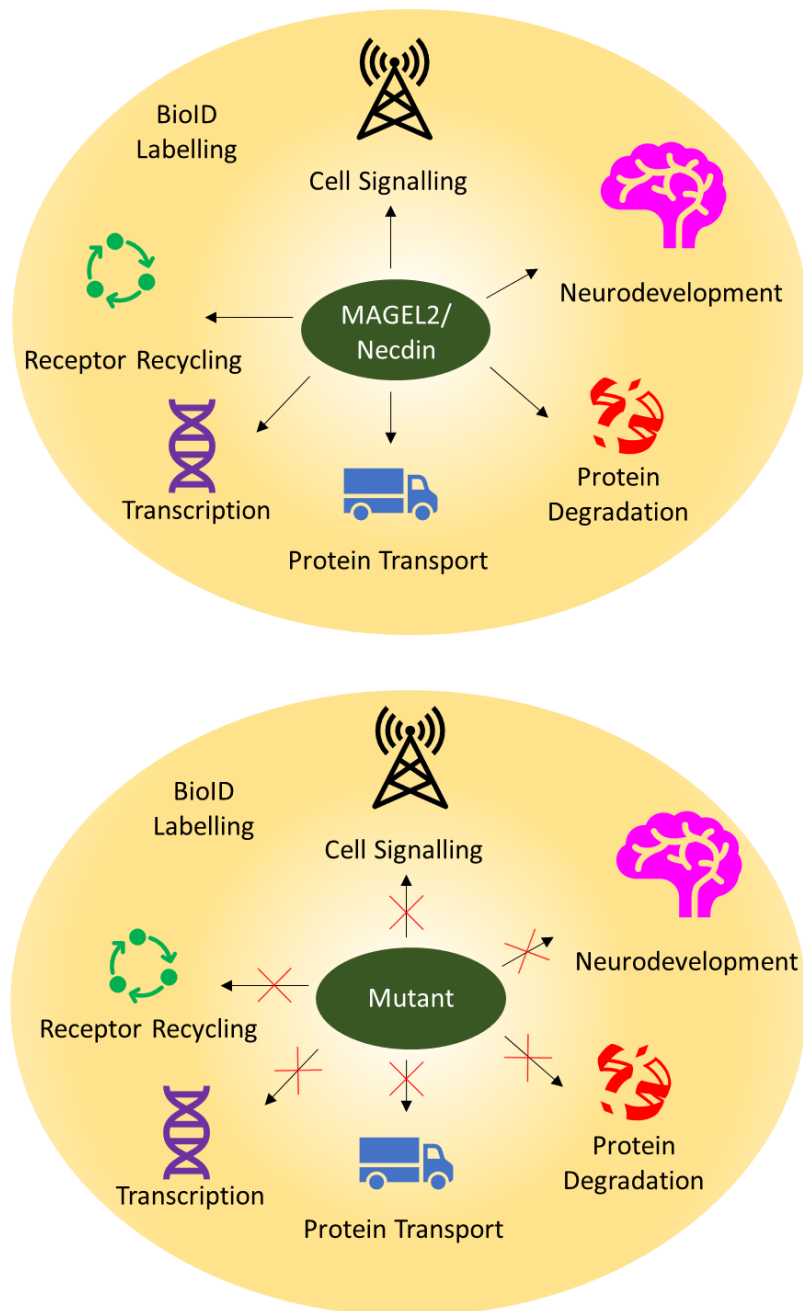 BioID
Labelling
Cell Signalling
Neurodevelopment
MAGEL2/
Necdin
Receptor Recycling
Protein
Degradation
Transcription
Protein Transport
BioID
Labelling
Cell Signalling
Neurodevelopment
Mutant
Receptor Recycling
Protein
Degradation
Transcription
Protein Transport